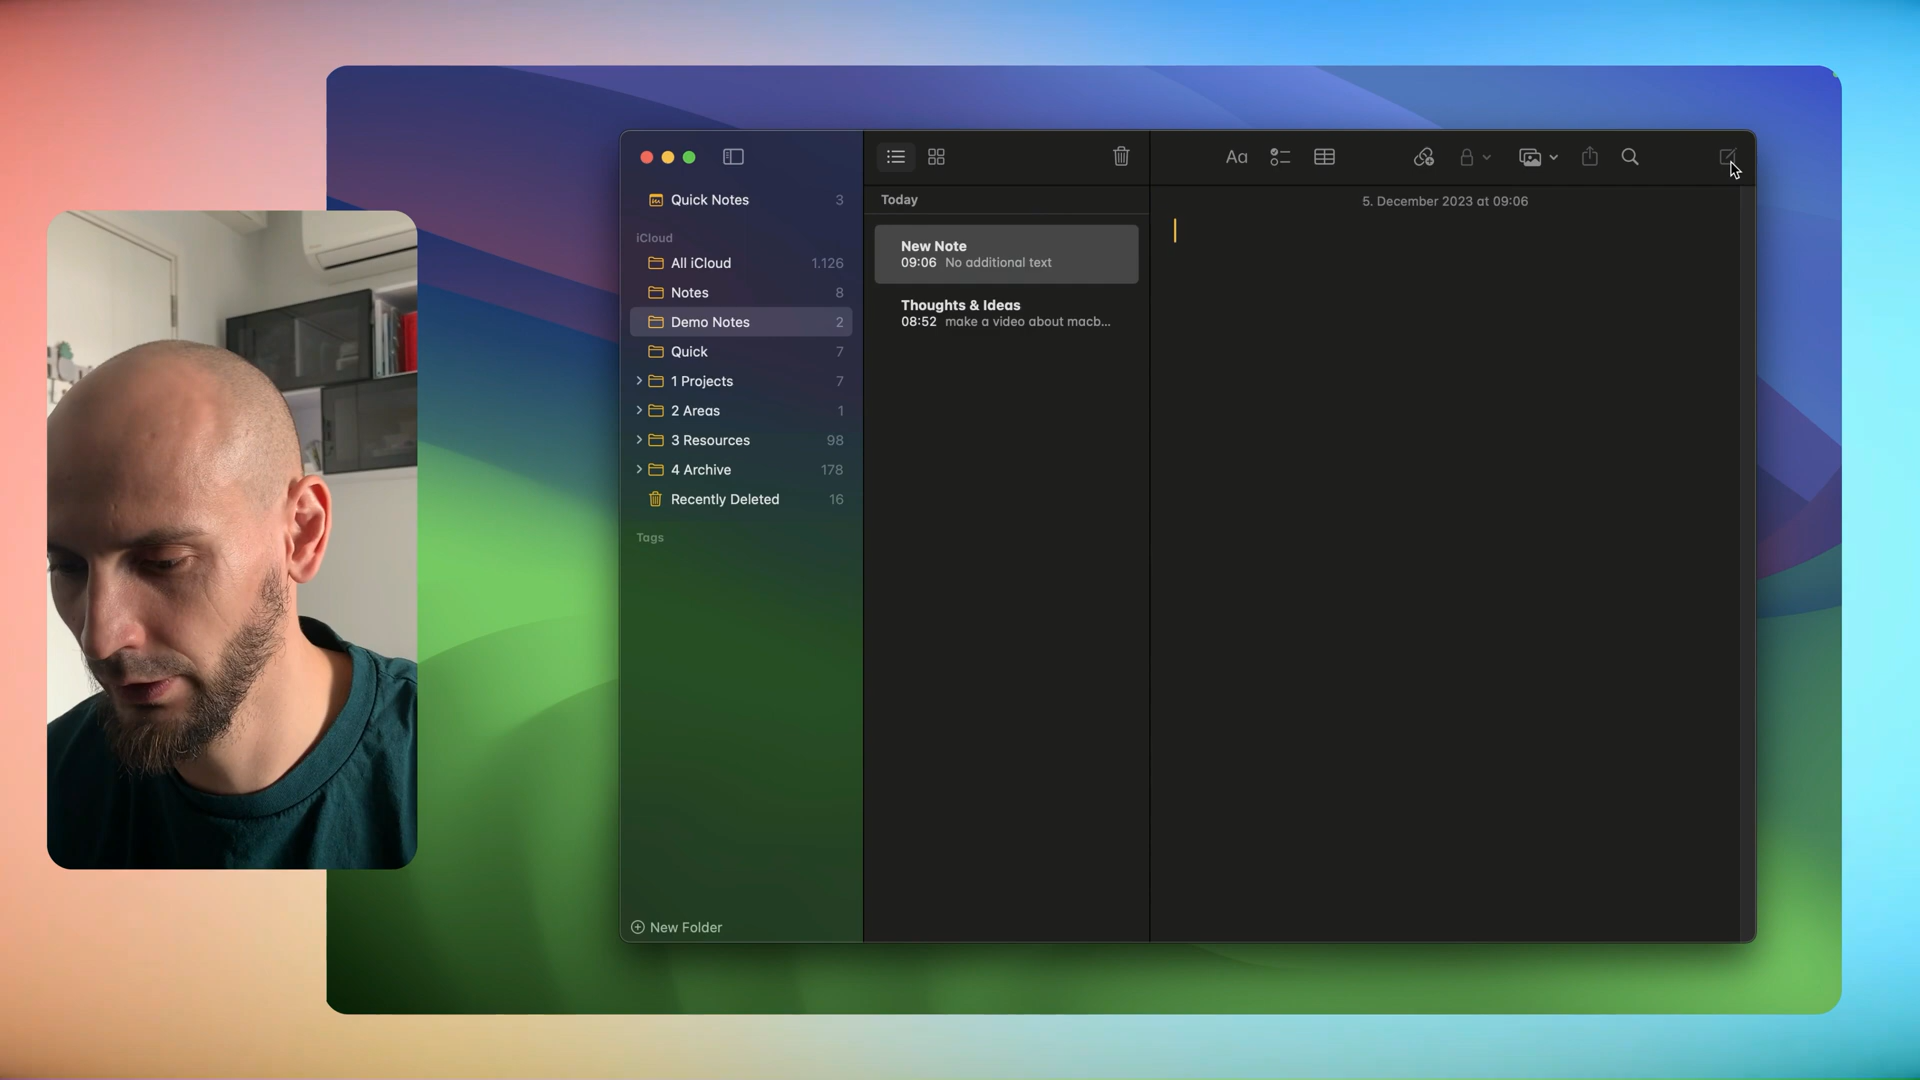 Quick Notes 3
iCloud
All iCloud 1.126
Notes 8
Demo Notes 2
Quick 7
1 Projects 7
2 Areas 1
3 Resources 98
4 Archive 178
Recently Deleted 16
Tags
New Folder
Today
New Note
09:06 No additional text
Thoughts & Ideas
08:52 make a video about macb...
Aa
5. December 2023 at 09:06